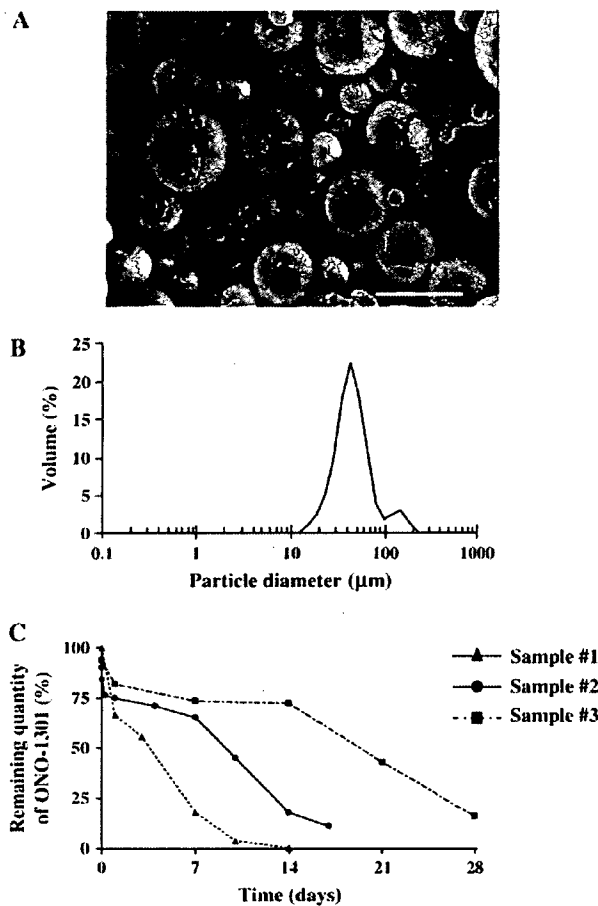 A
B
25
20
15
10
5
0
Volume (%)
0.1 1 10 100 1000
Particle diameter (μm)
C
100
75
50
25
0
Remaining quantity
of ONO-1301 (%)
0 7 14 21 28
Time (days)
Sample #1
Sample #2
Sample #3